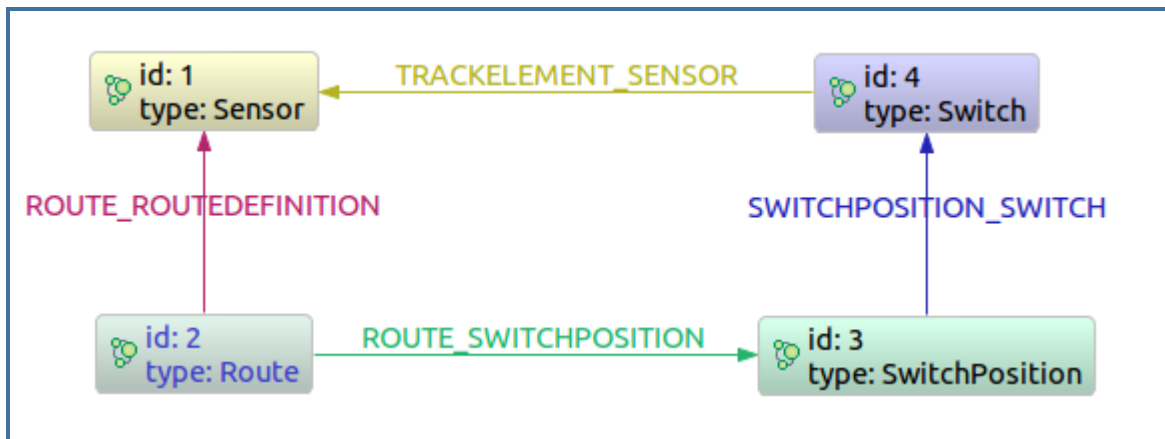 id: 1
type: Sensor
TRACKELEMENT_SENSOR
id: 4
type: Switch
ROUTE_ROUTEDEFINITION
SWITCHPOSITION_SWITCH
id: 2
type: Route
ROUTE_SWITCHPOSITION
id: 3
type: SwitchPosition